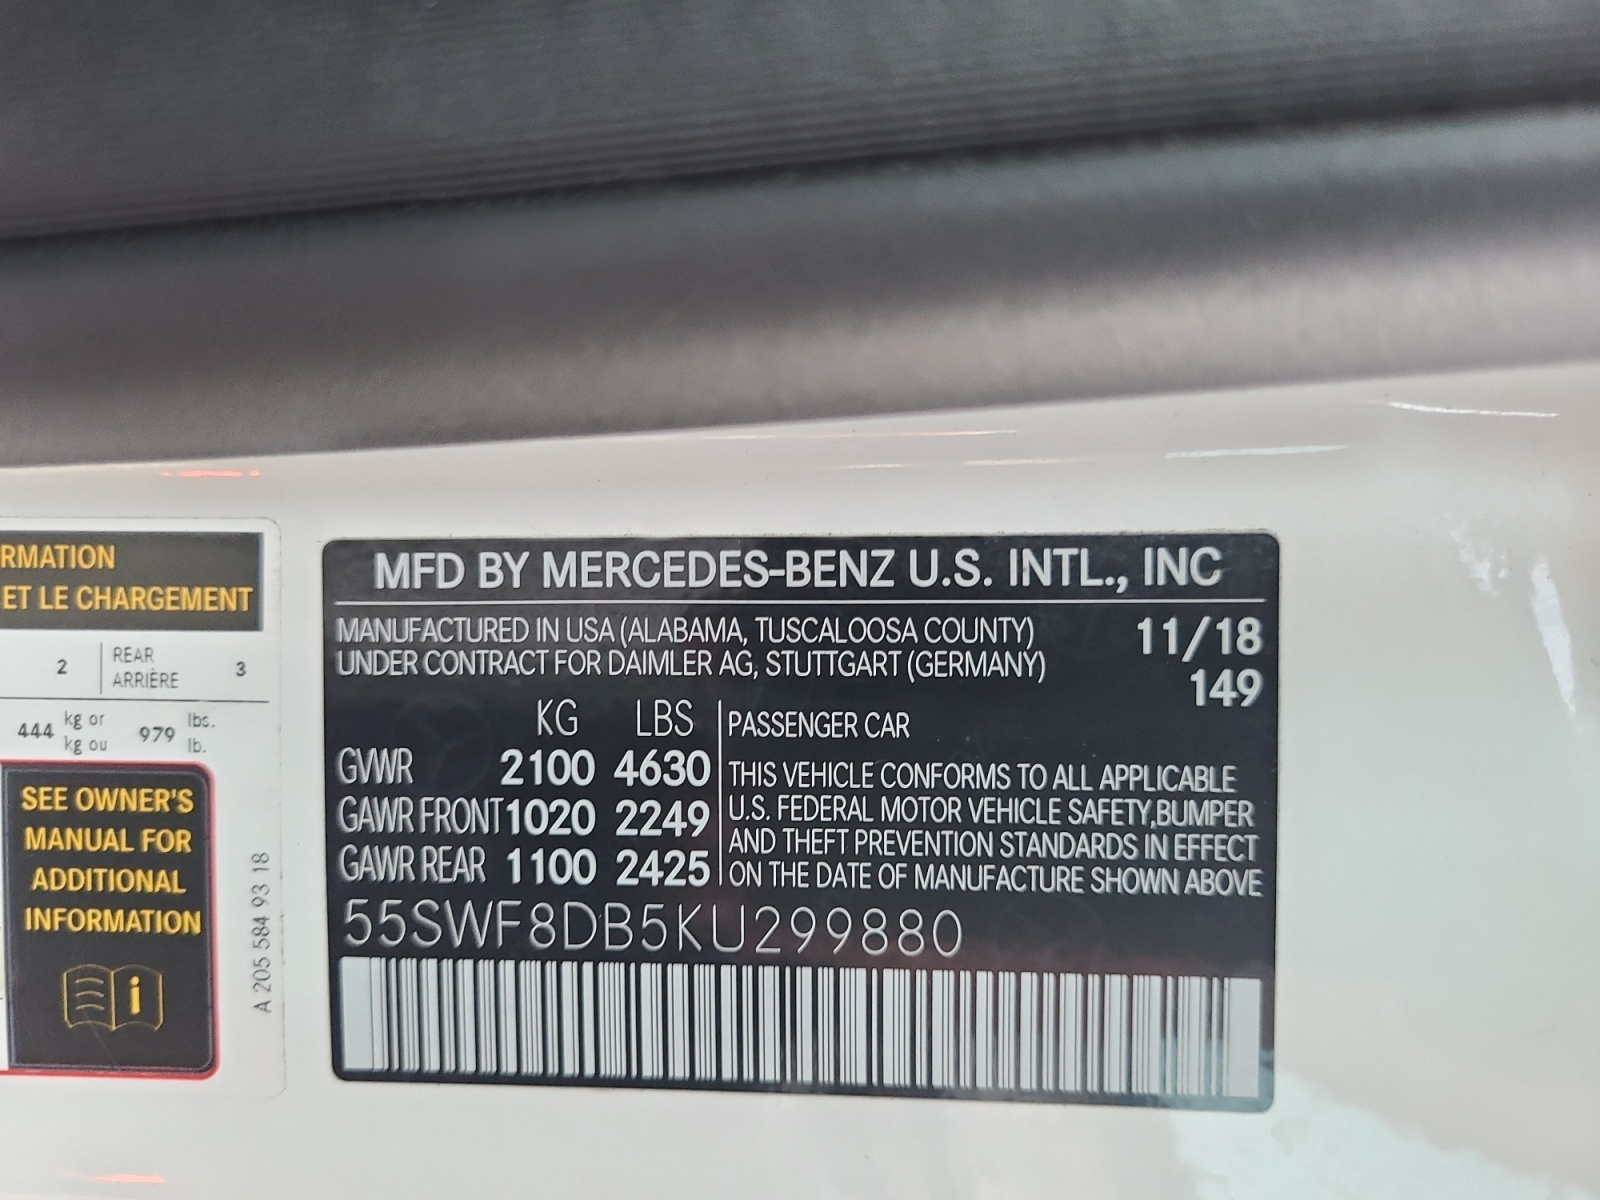 RMATION
ET LE CHARGEMENT
2 REAR 3
ARRIÈRE
444 kg or 979 lbs.
kg ou lb.
SEE OWNER'S
MANUAL FOR
ADDITIONAL
INFORMATION
i
A 205 584 93 18
MFD BY MERCEDES-BENZ U.S. INTL., INC
MANUFACTURED IN USA (ALABAMA, TUSCALOOSA COUNTY) 11/18
UNDER CONTRACT FOR DAIMLER AG, STUTTGART (GERMANY) 149
KG LBS
GVWR 2100 4630
GAWR FRONT 1020 2249
GAWR REAR 1100 2425
PASSENGER CAR
THIS VEHICLE CONFORMS TO ALL APPLICABLE
U.S. FEDERAL MOTOR VEHICLE SAFETY,BUMPER
AND THEFT PREVENTION STANDARDS IN EFFECT
ON THE DATE OF MANUFACTURE SHOWN ABOVE
55SWF8DB5KU299880